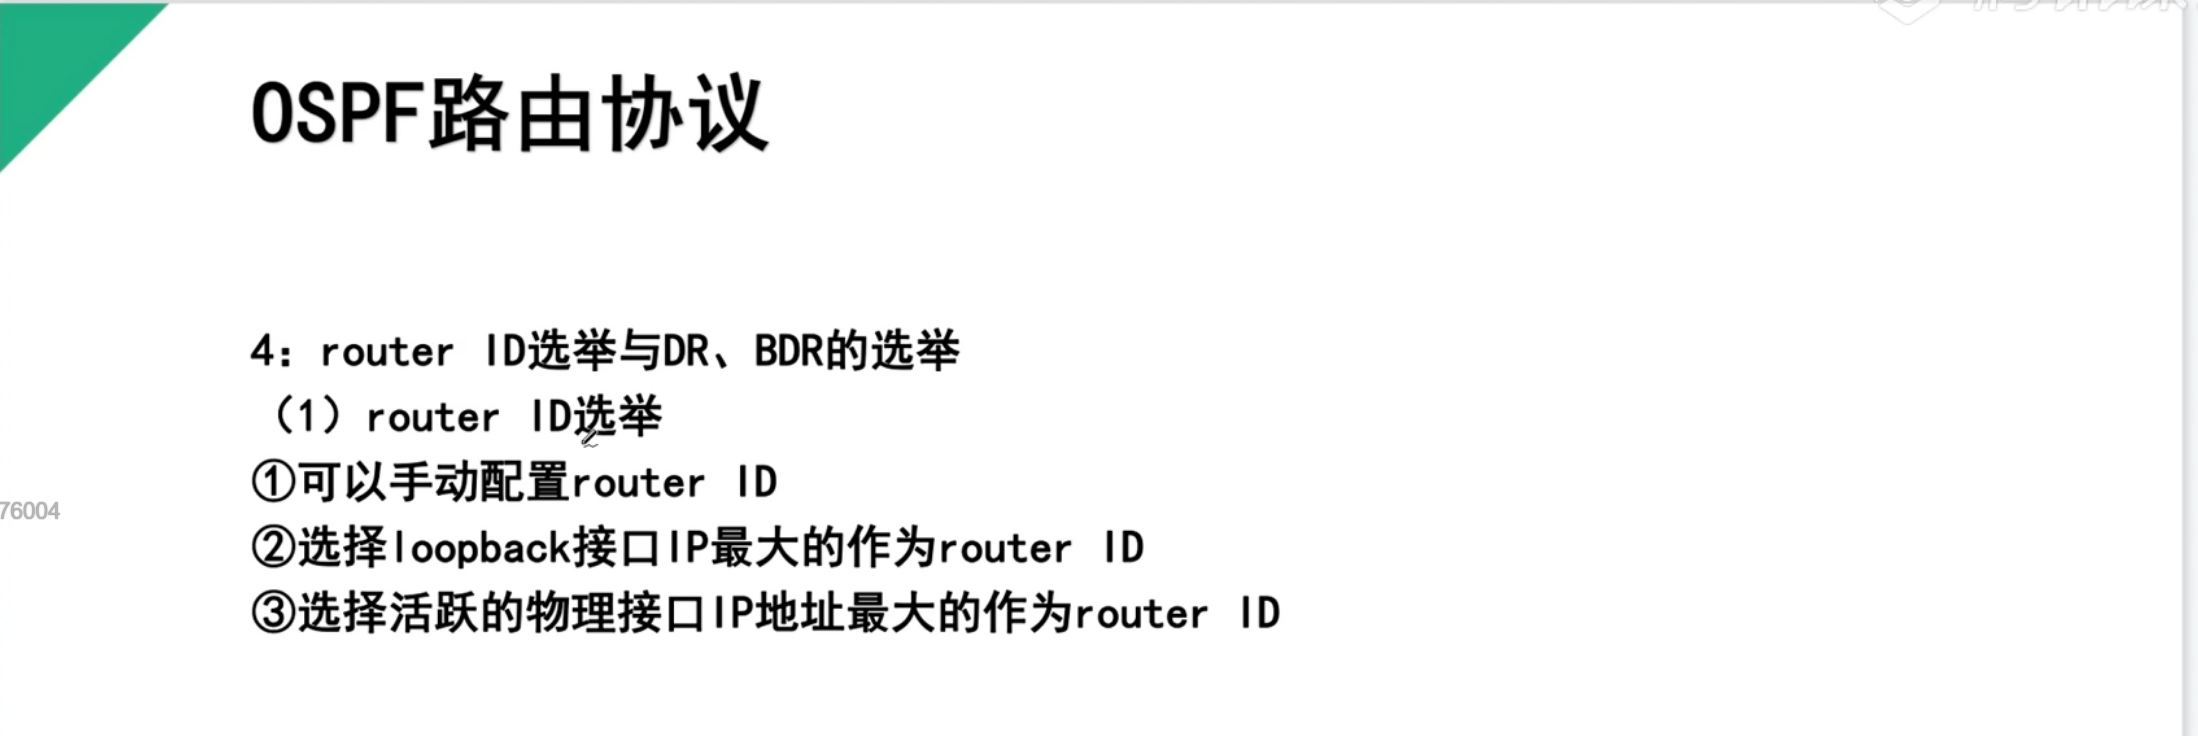 OSPF路由协议
4：router ID选举与DR、BDR的选举
（1）router ID选举
①可以手动配置router ID
76004
②选择loopback接口IP最大的作为router ID
③选择活跃的物理接口IP地址最大的作为router ID